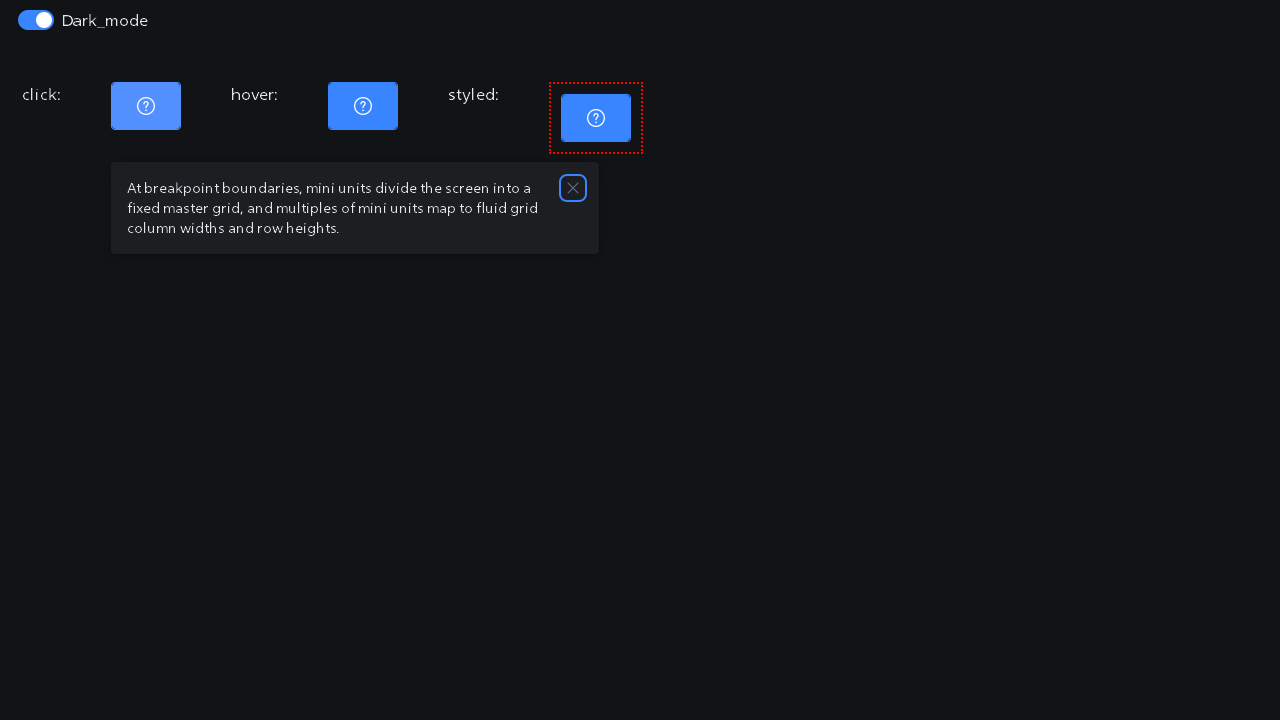 Dark_mode
click:
hover:
styled:
At breakpoint boundaries, mini units divide the screen into a
fixed master grid, and multiples of mini units map to fluid grid
column widths and row heights.